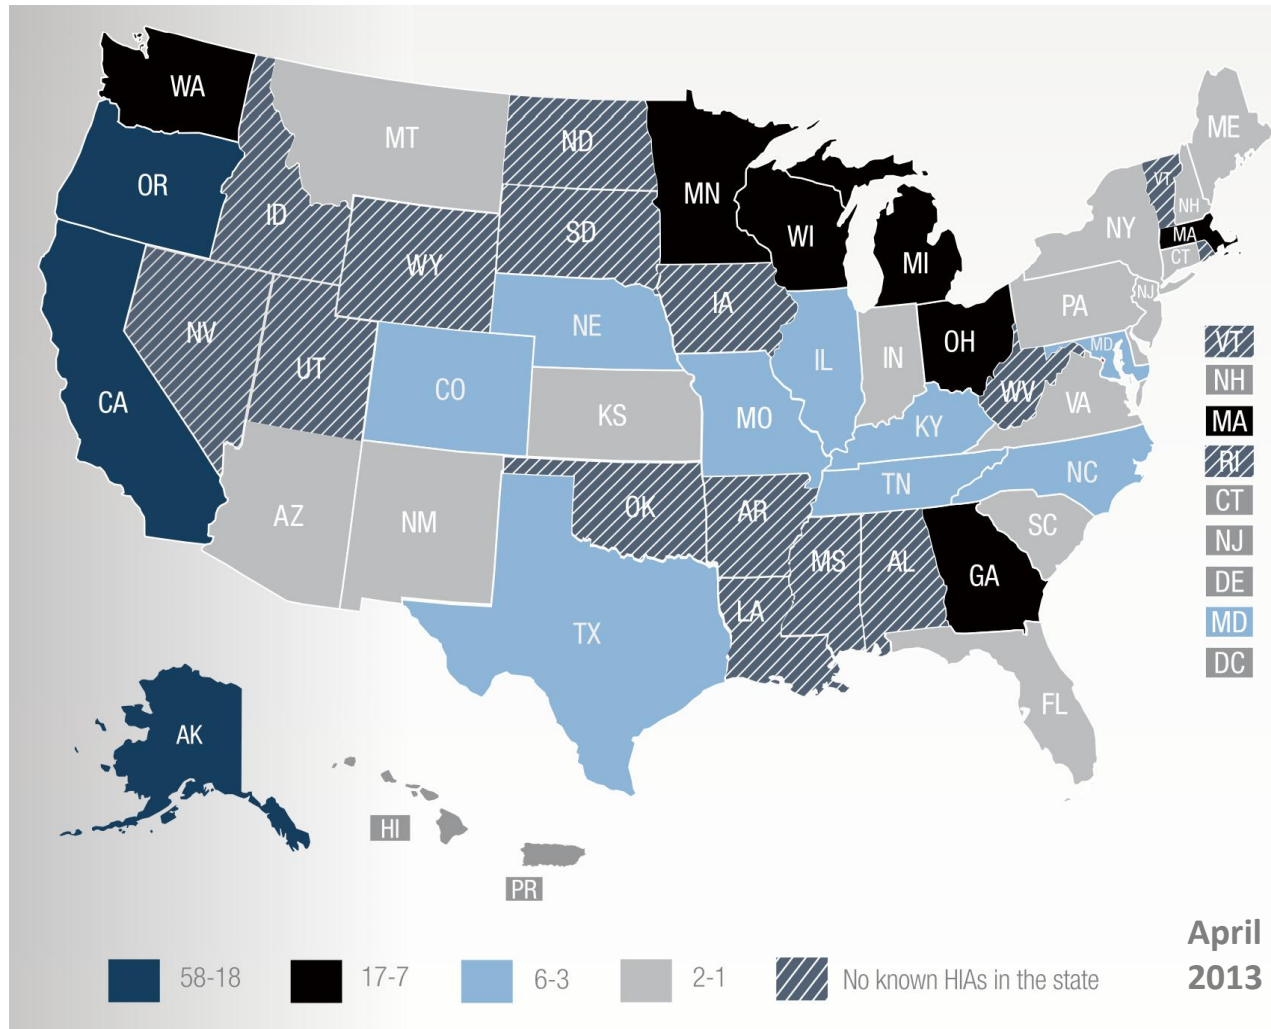 WA
MT
ND
MN
ME
OR
ID
SD
WI
MI
VT
NH
NY
MA
CT
WY
IA
PA
NJ
NV
UT
NE
IL
IN
OH
MD
CA
CO
KS
MO
KY
WV
VA
AZ
NM
OK
AR
TN
NC
SC
MS
AL
GA
LA
TX
FL
AK
HI
PR
VT
NH
MA
RI
CT
NJ
DE
MD
DC
58-18
17-7
6-3
2-1
No known HIAs in the state
April
2013